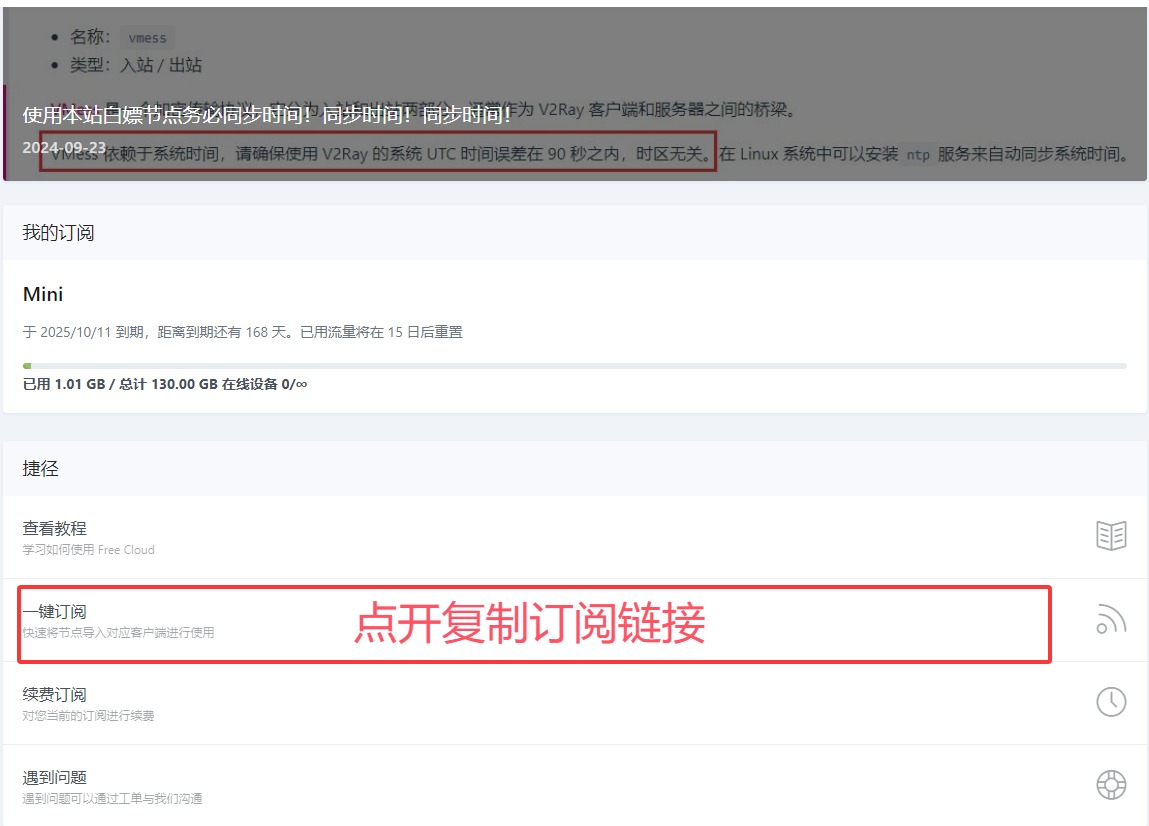 名称： vmess
类型：入站 / 出站
使用本站白嫖节点务必同步时间！同步时间！同步时间！
通常作为 V2Ray 客户端和服务器之间的桥梁。
2024-09-23
VMess 依赖于系统时间，请确保使用 V2Ray 的系统 UTC 时间误差在 90 秒之内，时区无关。在 Linux 系统中可以安装 ntp 服务来自动同步系统时间。
我的订阅
Mini
于 2025/10/11 到期，距离到期还有 168 天。已用流量将在 15 日后重置
已用 1.01 GB / 总计 130.00 GB 在线设备 0/∞
捷径
查看教程
学习如何使用 Free Cloud
一键订阅
快速将节点导入对应客户端进行使用
点开复制订阅链接
续费订阅
对您当前的订阅进行续费
遇到问题
遇到问题可以通过工单与我们沟通